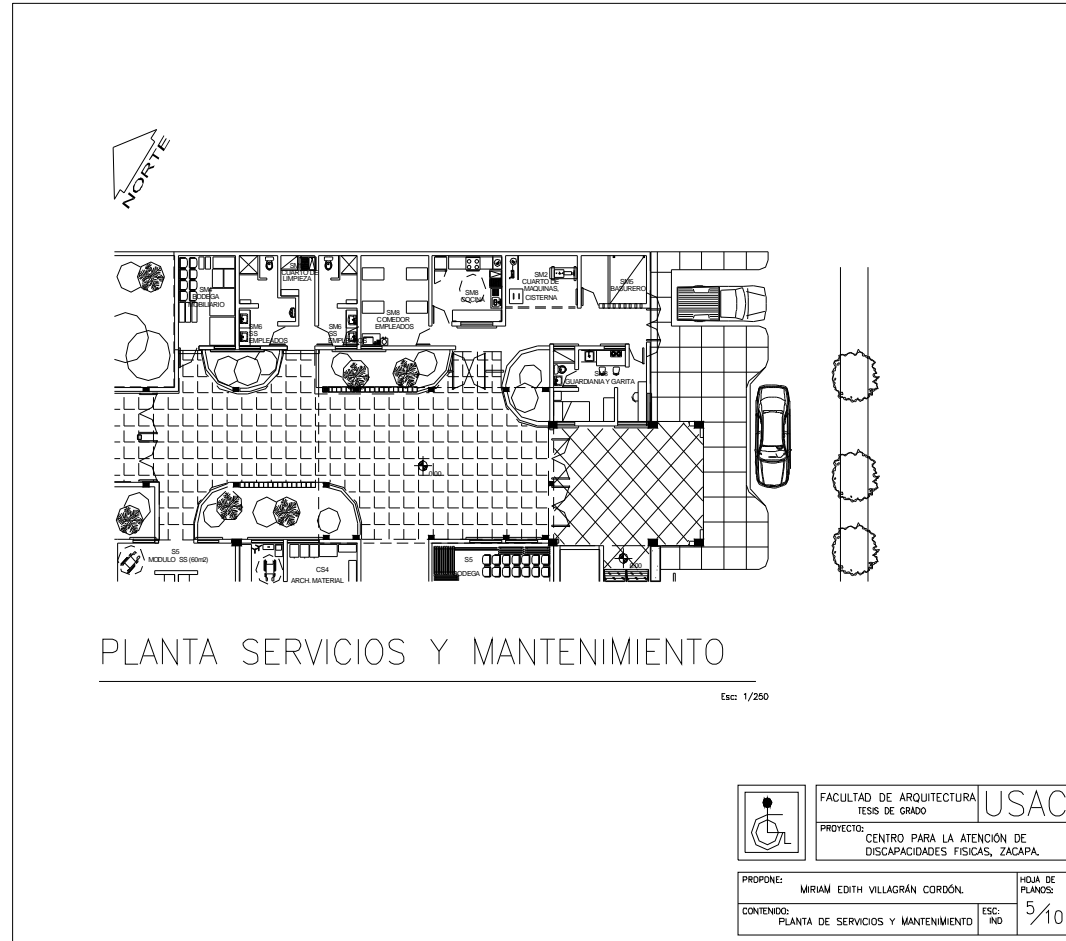 NORTE
SM4
BODEGA
MOBILIARIO
CUARTO DE
LIMPIEZA
SM6
SS
EMPLEADOS
SM6
SS
SM8
COMEDOR
EMPLEADOS
SM8
COCINA
SM2
CUARTO DE
MAQUINAS,
CISTERNA
SM5
BASURERO
GUARDIANIA Y GARITA
0.00
S5
MODULO SS (60m2)
CS4
ARCH. MATERIAL
S5
BODEGA
PLANTA SERVICIOS Y MANTENIMIENTO
Esc: 1/250
FACULTAD DE ARQUITECTURA
TESIS DE GRADO
USAC
PROYECTO:
CENTRO PARA LA ATENCIÓN DE
DISCAPACIDADES FISICAS, ZACAPA.
PROPONE:
MIRIAM EDITH VILLAGRÁN CORDÓN.
HOJA DE
PLANOS:
5/10
CONTENIDO:
PLANTA DE SERVICIOS Y MANTENIMIENTO
ESC:
IND